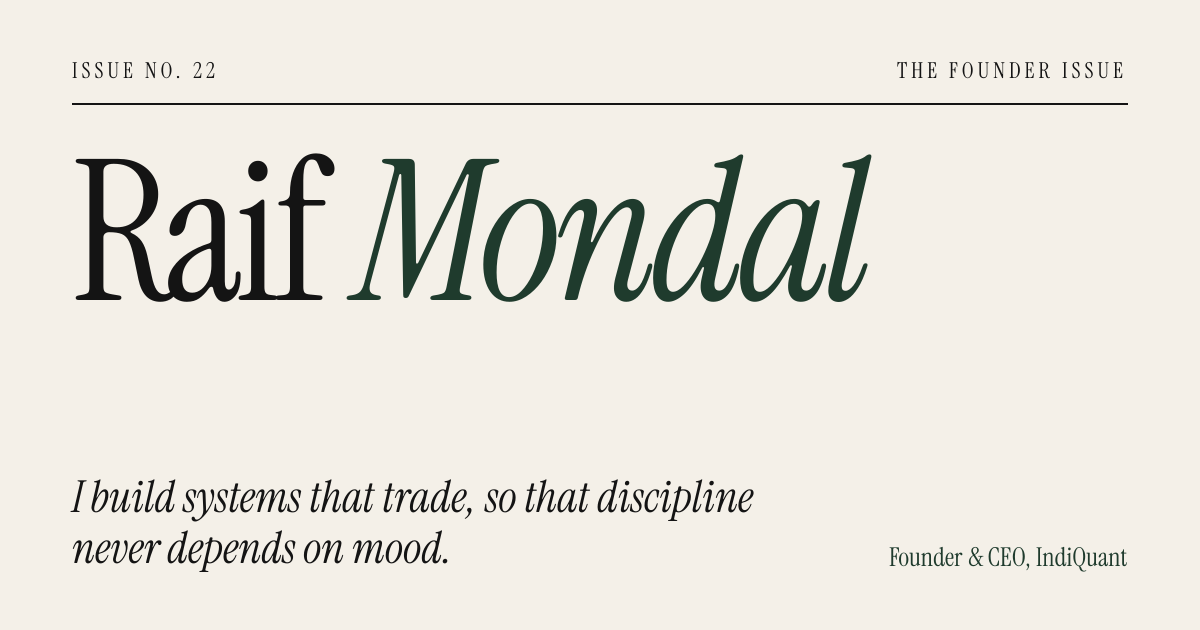 ISSUE NO. 22
THE FOUNDER ISSUE
Raif Mondal
I build systems that trade, so that discipline
never depends on mood.
Founder & CEO, IndiQuant